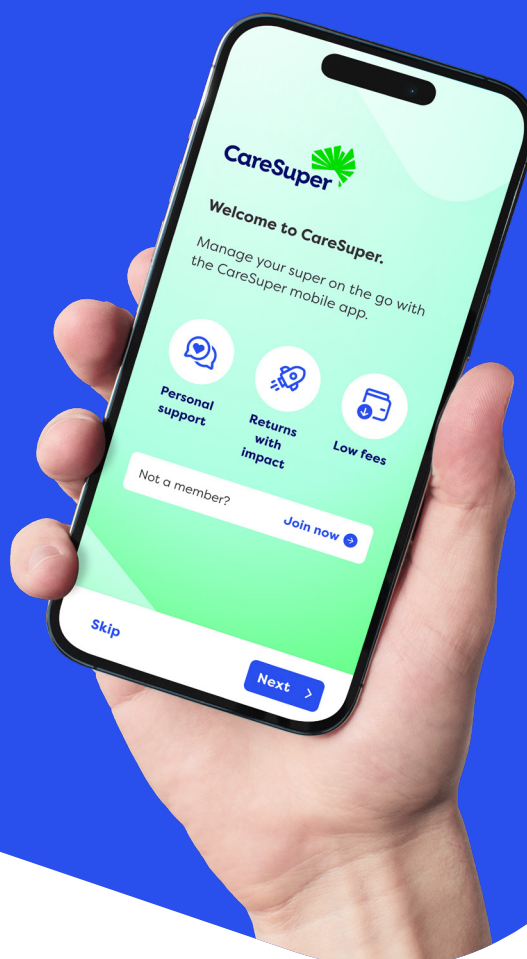 CareSuper
Welcome to CareSuper.
Manage your super on the go with
the CareSuper mobile app.
Personal
support
Returns
with
impact
Low fees
Not a member?
Join now
Skip
Next